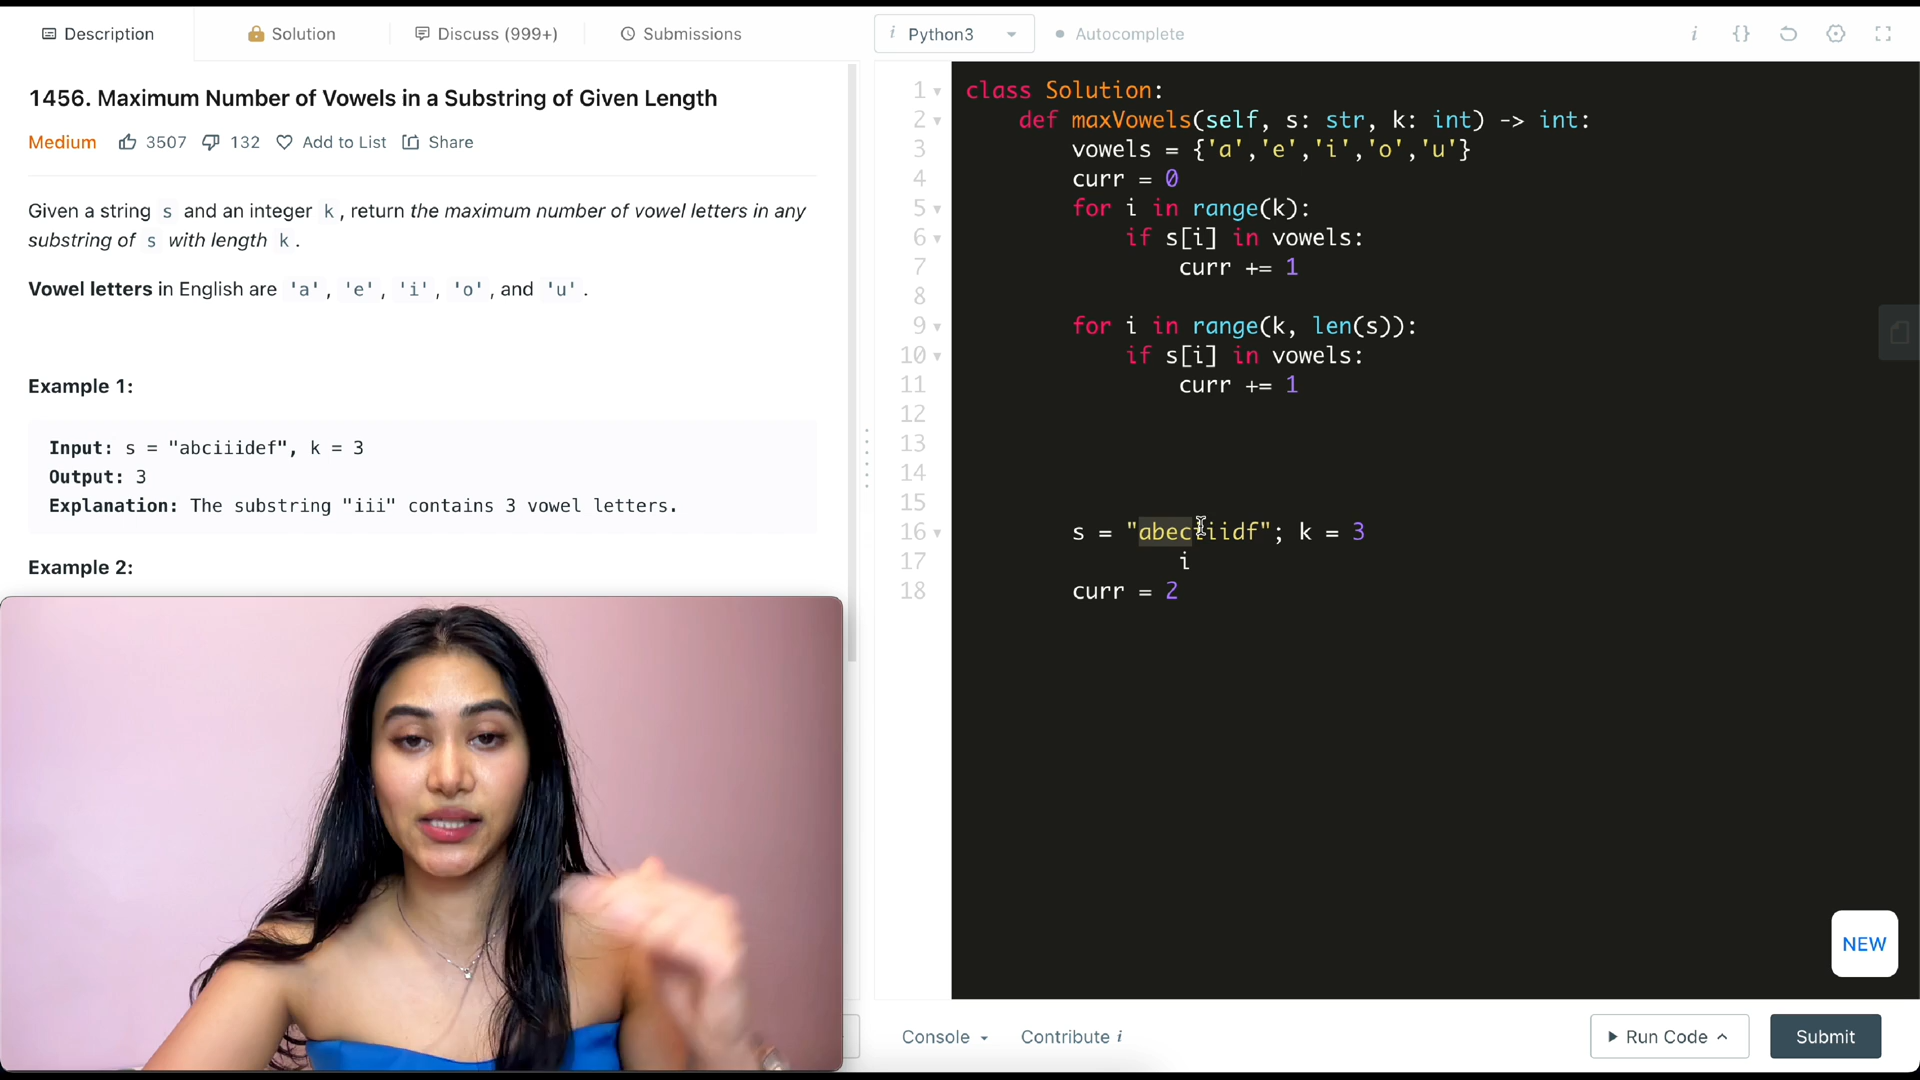 Description
Solution
Discuss (999+)
Submissions
i Python3
Autocomplete
i {}
1456. Maximum Number of Vowels in a Substring of Given Length
Medium 3507 132 Add to List Share
Given a string s and an integer k, return the maximum number of vowel letters in any
substring of s with length k.
Vowel letters in English are 'a', 'e', 'i', 'o', and 'u'.
Example 1:
Input: s = "abciiidef", k = 3
Output: 3
Explanation: The substring "iii" contains 3 vowel letters.
Example 2:
1 class Solution:
2 def maxVowels(self, s: str, k: int) -> int:
3 vowels = {'a','e','i','o','u'}
4 curr = 0
5 for i in range(k):
6 if s[i] in vowels:
7 curr += 1
8
9 for i in range(k, len(s)):
10 if s[i] in vowels:
11 curr += 1
12
13
14
15
16 s = "abeciiidf"; k = 3
17 i
18 curr = 2
NEW
Console
Contribute i
Run Code
Submit